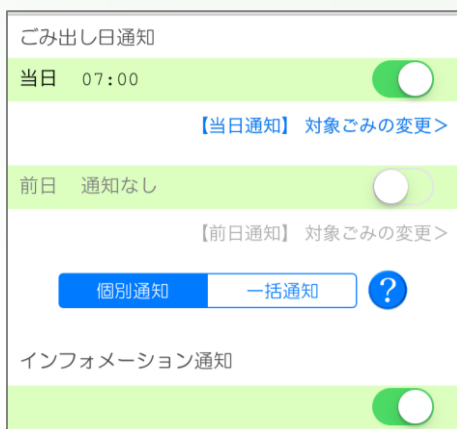 ごみ出し日通知
当日 07:00
【当日通知】 対象ごみの変更>
前日 通知なし
【前日通知】 対象ごみの変更>
個別通知 一括通知 ?
インフォメーション通知